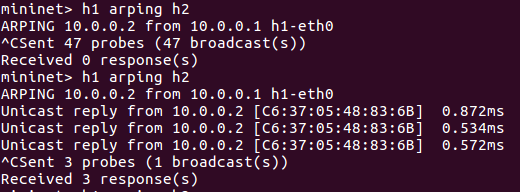 mininet> h1 arping h2
ARPING 10.0.0.2 from 10.0.0.1 h1-eth0
^CSent 47 probes (47 broadcast(s))
Received 0 response(s)
mininet> h1 arping h2
ARPING 10.0.0.2 from 10.0.0.1 h1-eth0
Unicast reply from 10.0.0.2 [C6:37:05:48:83:6B]  0.872ms
Unicast reply from 10.0.0.2 [C6:37:05:48:83:6B]  0.534ms
Unicast reply from 10.0.0.2 [C6:37:05:48:83:6B]  0.572ms
^CSent 3 probes (1 broadcast(s))
Received 3 response(s)